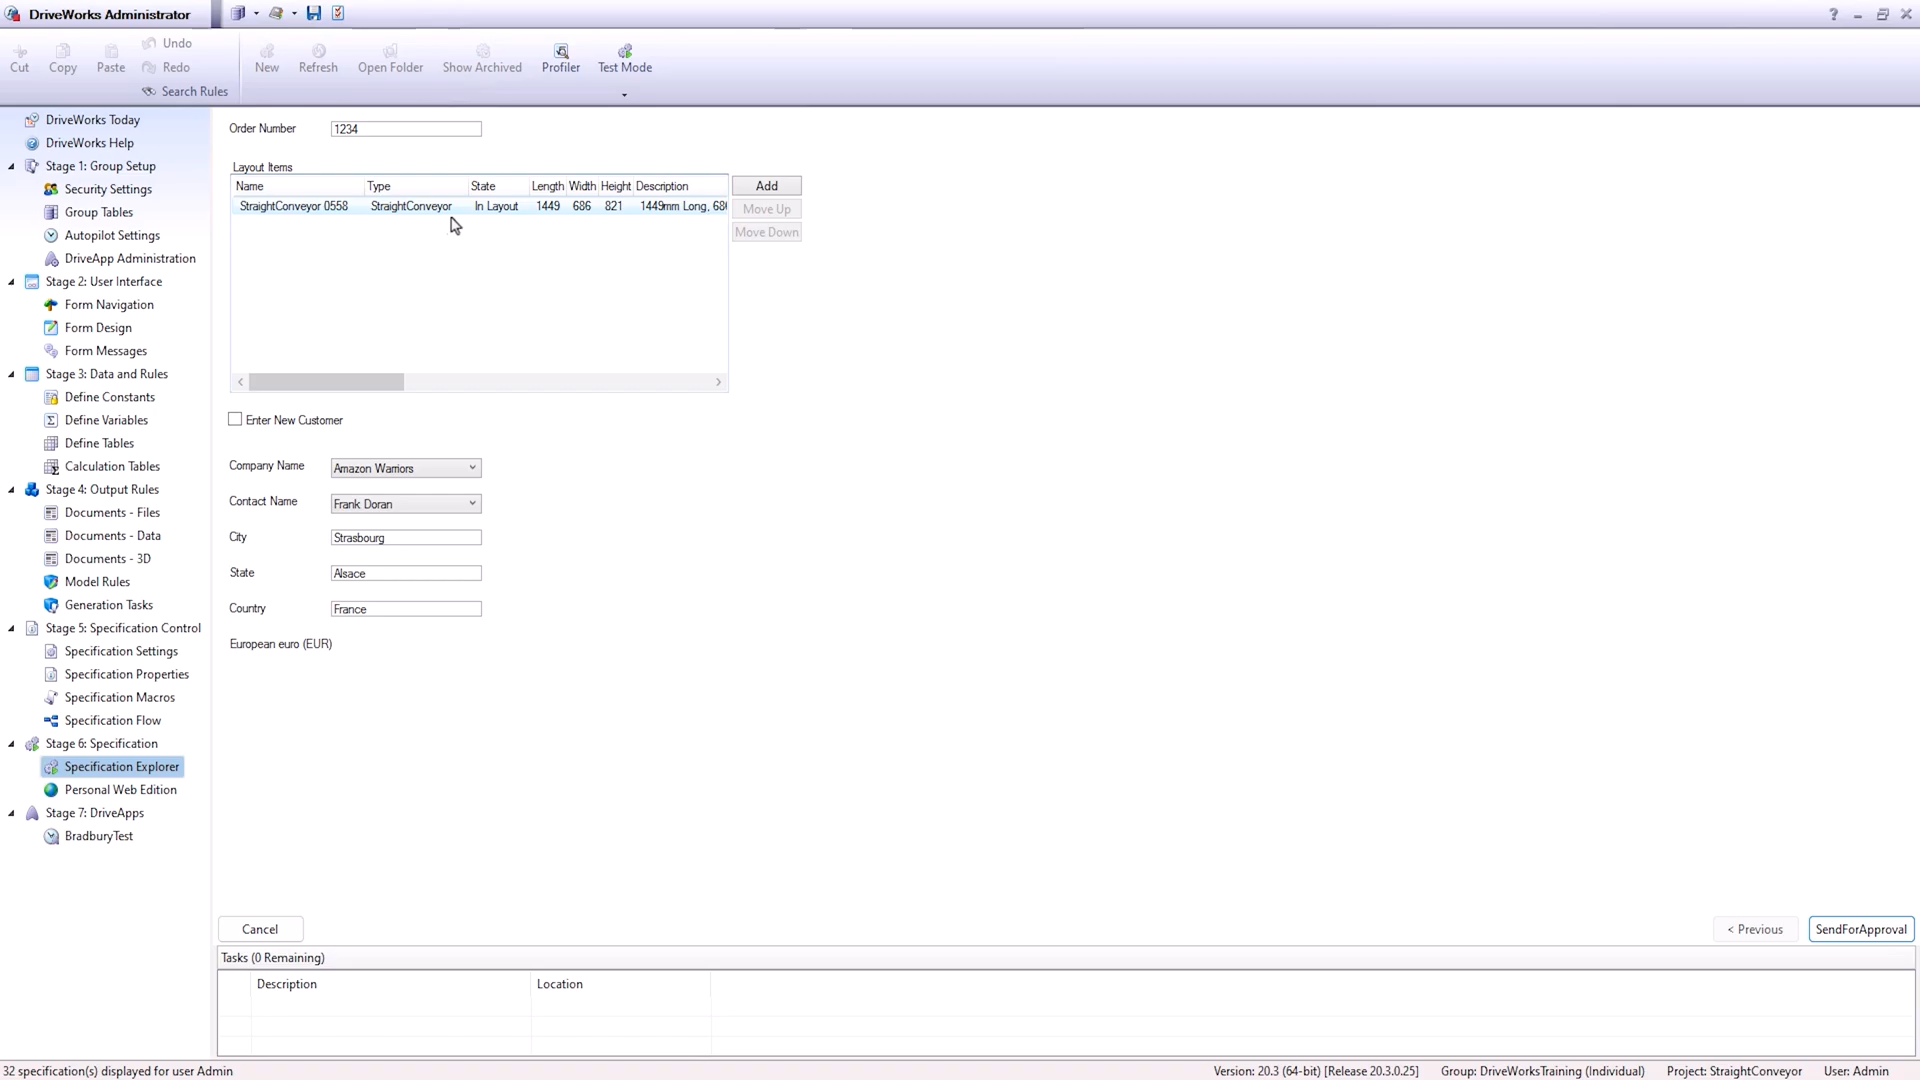 DriveWorks Administrator
?
Cut
Copy
Paste
Undo
Redo
Search Rules
New
Refresh
Open Folder
Show Archived
Profiler
Test Mode
DriveWorks Today
DriveWorks Help
Stage 1: Group Setup
Security Settings
Group Tables
Autopilot Settings
DriveApp Administration
Stage 2: User Interface
Form Navigation
Form Design
Form Messages
Stage 3: Data and Rules
Define Constants
Define Variables
Define Tables
Calculation Tables
Stage 4: Output Rules
Documents - Files
Documents - Data
Documents - 3D
Model Rules
Generation Tasks
Stage 5: Specification Control
Specification Settings
Specification Properties
Specification Macros
Specification Flow
Stage 6: Specification
Specification Explorer
Personal Web Edition
Stage 7: DriveApps
BradburyTest
Order Number 1234
Layout Items
Name Type State Length Width Height Description
StraightConveyor 0558 StraightConveyor In Layout 1449 686 821 1449mm Long, 686
Add
Move Up
Move Down
Enter New Customer
Company Name Amazon Warriors
Contact Name Frank Doran
City Strasbourg
State Alsace
Country France
European euro (EUR)
Cancel
< Previous
SendForApproval
Tasks (0 Remaining)
Description Location
32 specification(s) displayed for user Admin
Version: 20.3 (64-bit) [Release 20.3.0.25] Group: DriveWorksTraining (Individual) Project: StraightConveyor User: Admin